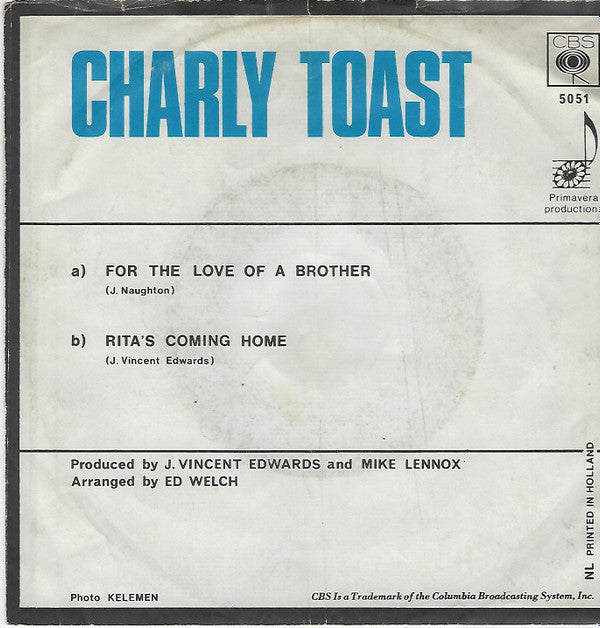 CHARLY TOAST
CBS
5051
Primavera
production
a) FOR THE LOVE OF A BROTHER
(J. Naughton)
b) RITA'S COMING HOME
(J. Vincent Edwards)
Produced by J. VINCENT EDWARDS and MIKE LENNOX
Arranged by ED WELCH
NL PRINTED IN HOLLAND
Photo KELEMEN
CBS Is a Trademark of the Columbia Broadcasting System, Inc.